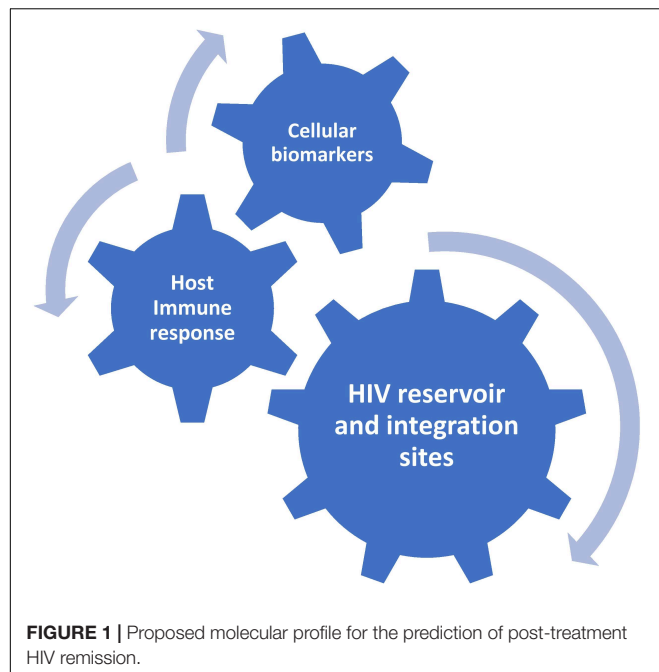 Cellular
biomarkers
Host
Immune
response
HIV reservoir
and integration
sites
FIGURE 1 | Proposed molecular profile for the prediction of post-treatment
HIV remission.